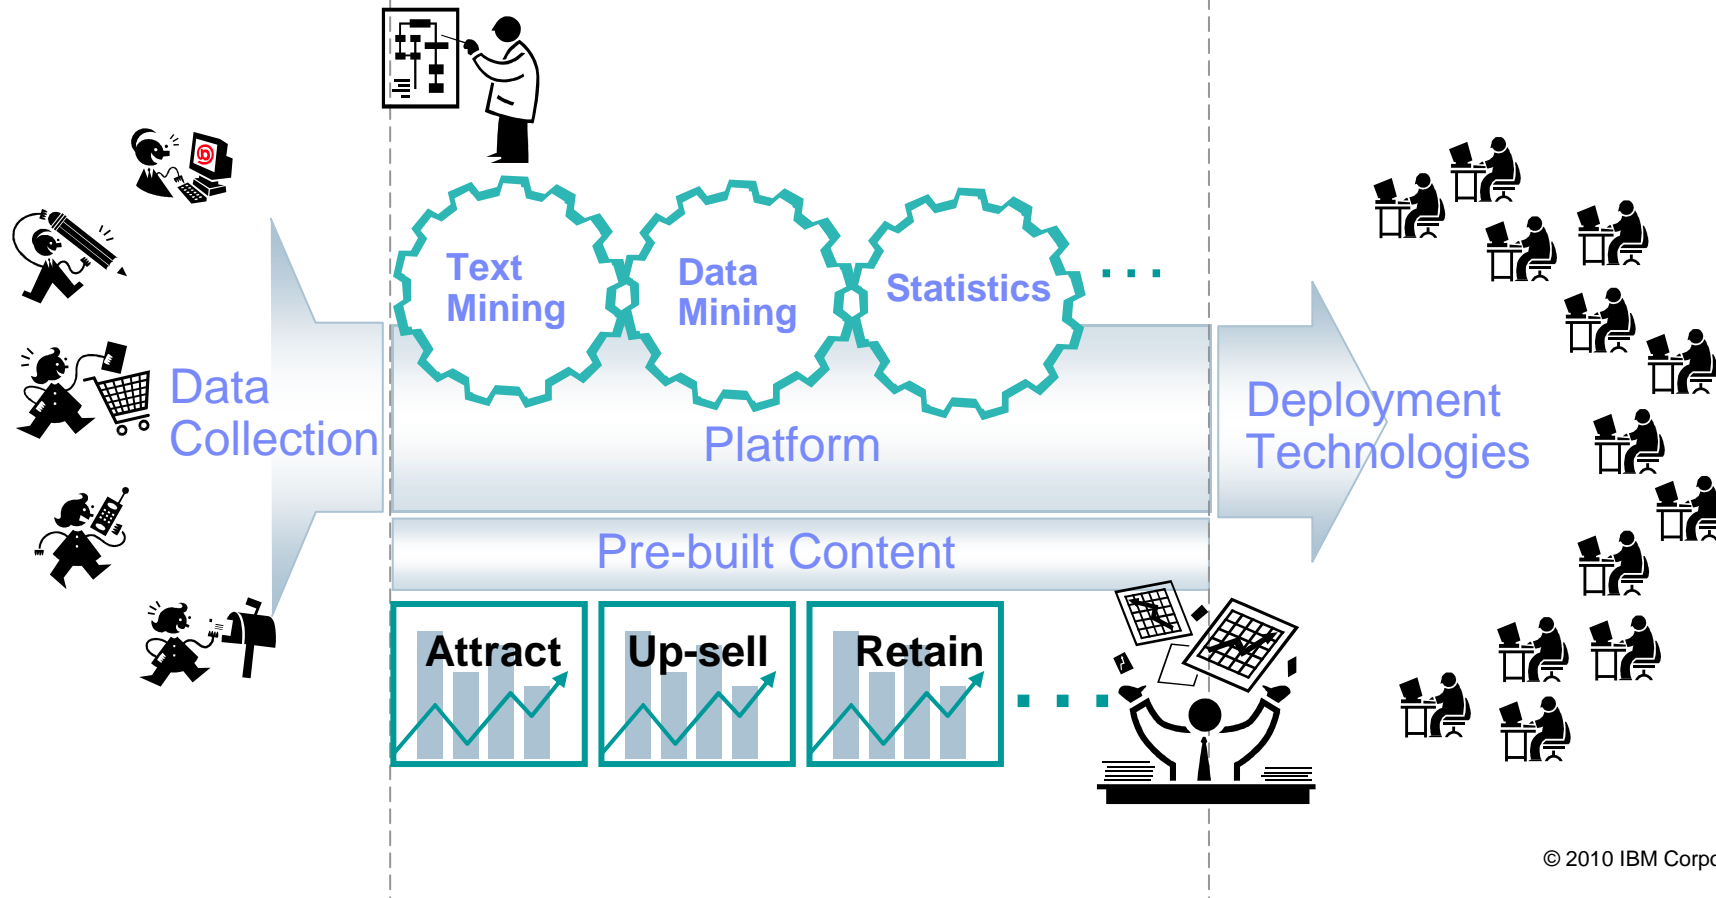 Text
Mining
Data
Mining
Statistics
...
Data
Collection
Platform
Deployment
Technologies
Pre-built Content
Attract
Up-sell
Retain
...
© 2010 IBM Corpo